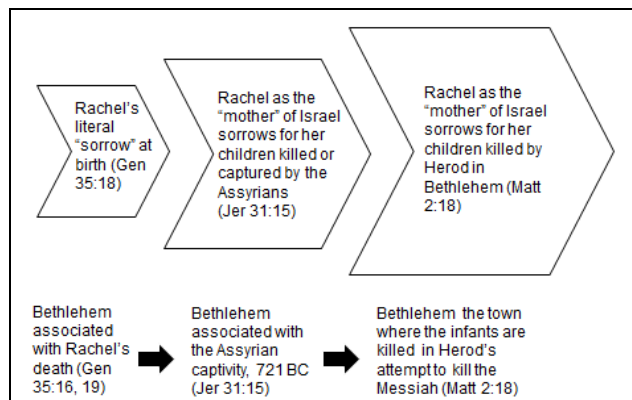 Rachel's
literal
“sorrow” at
birth (Gen
35:18)
Rachel as the
“mother” of Israel
sorrows for her
children killed or
captured by the
Assyrians
(Jer 31:15)
Rachel as the
“mother” of Israel
sorrows for her
children killed by
Herod in
Bethlehem (Matt
2:18)
Bethlehem
associated
with Rachel's
death (Gen
35:16, 19)
Bethlehem
associated with
the Assyrian
captivity, 721 BC
(Jer 31:15)
Bethlehem the town
where the infants are
killed in Herod's
attempt to kill the
Messiah (Matt 2:18)